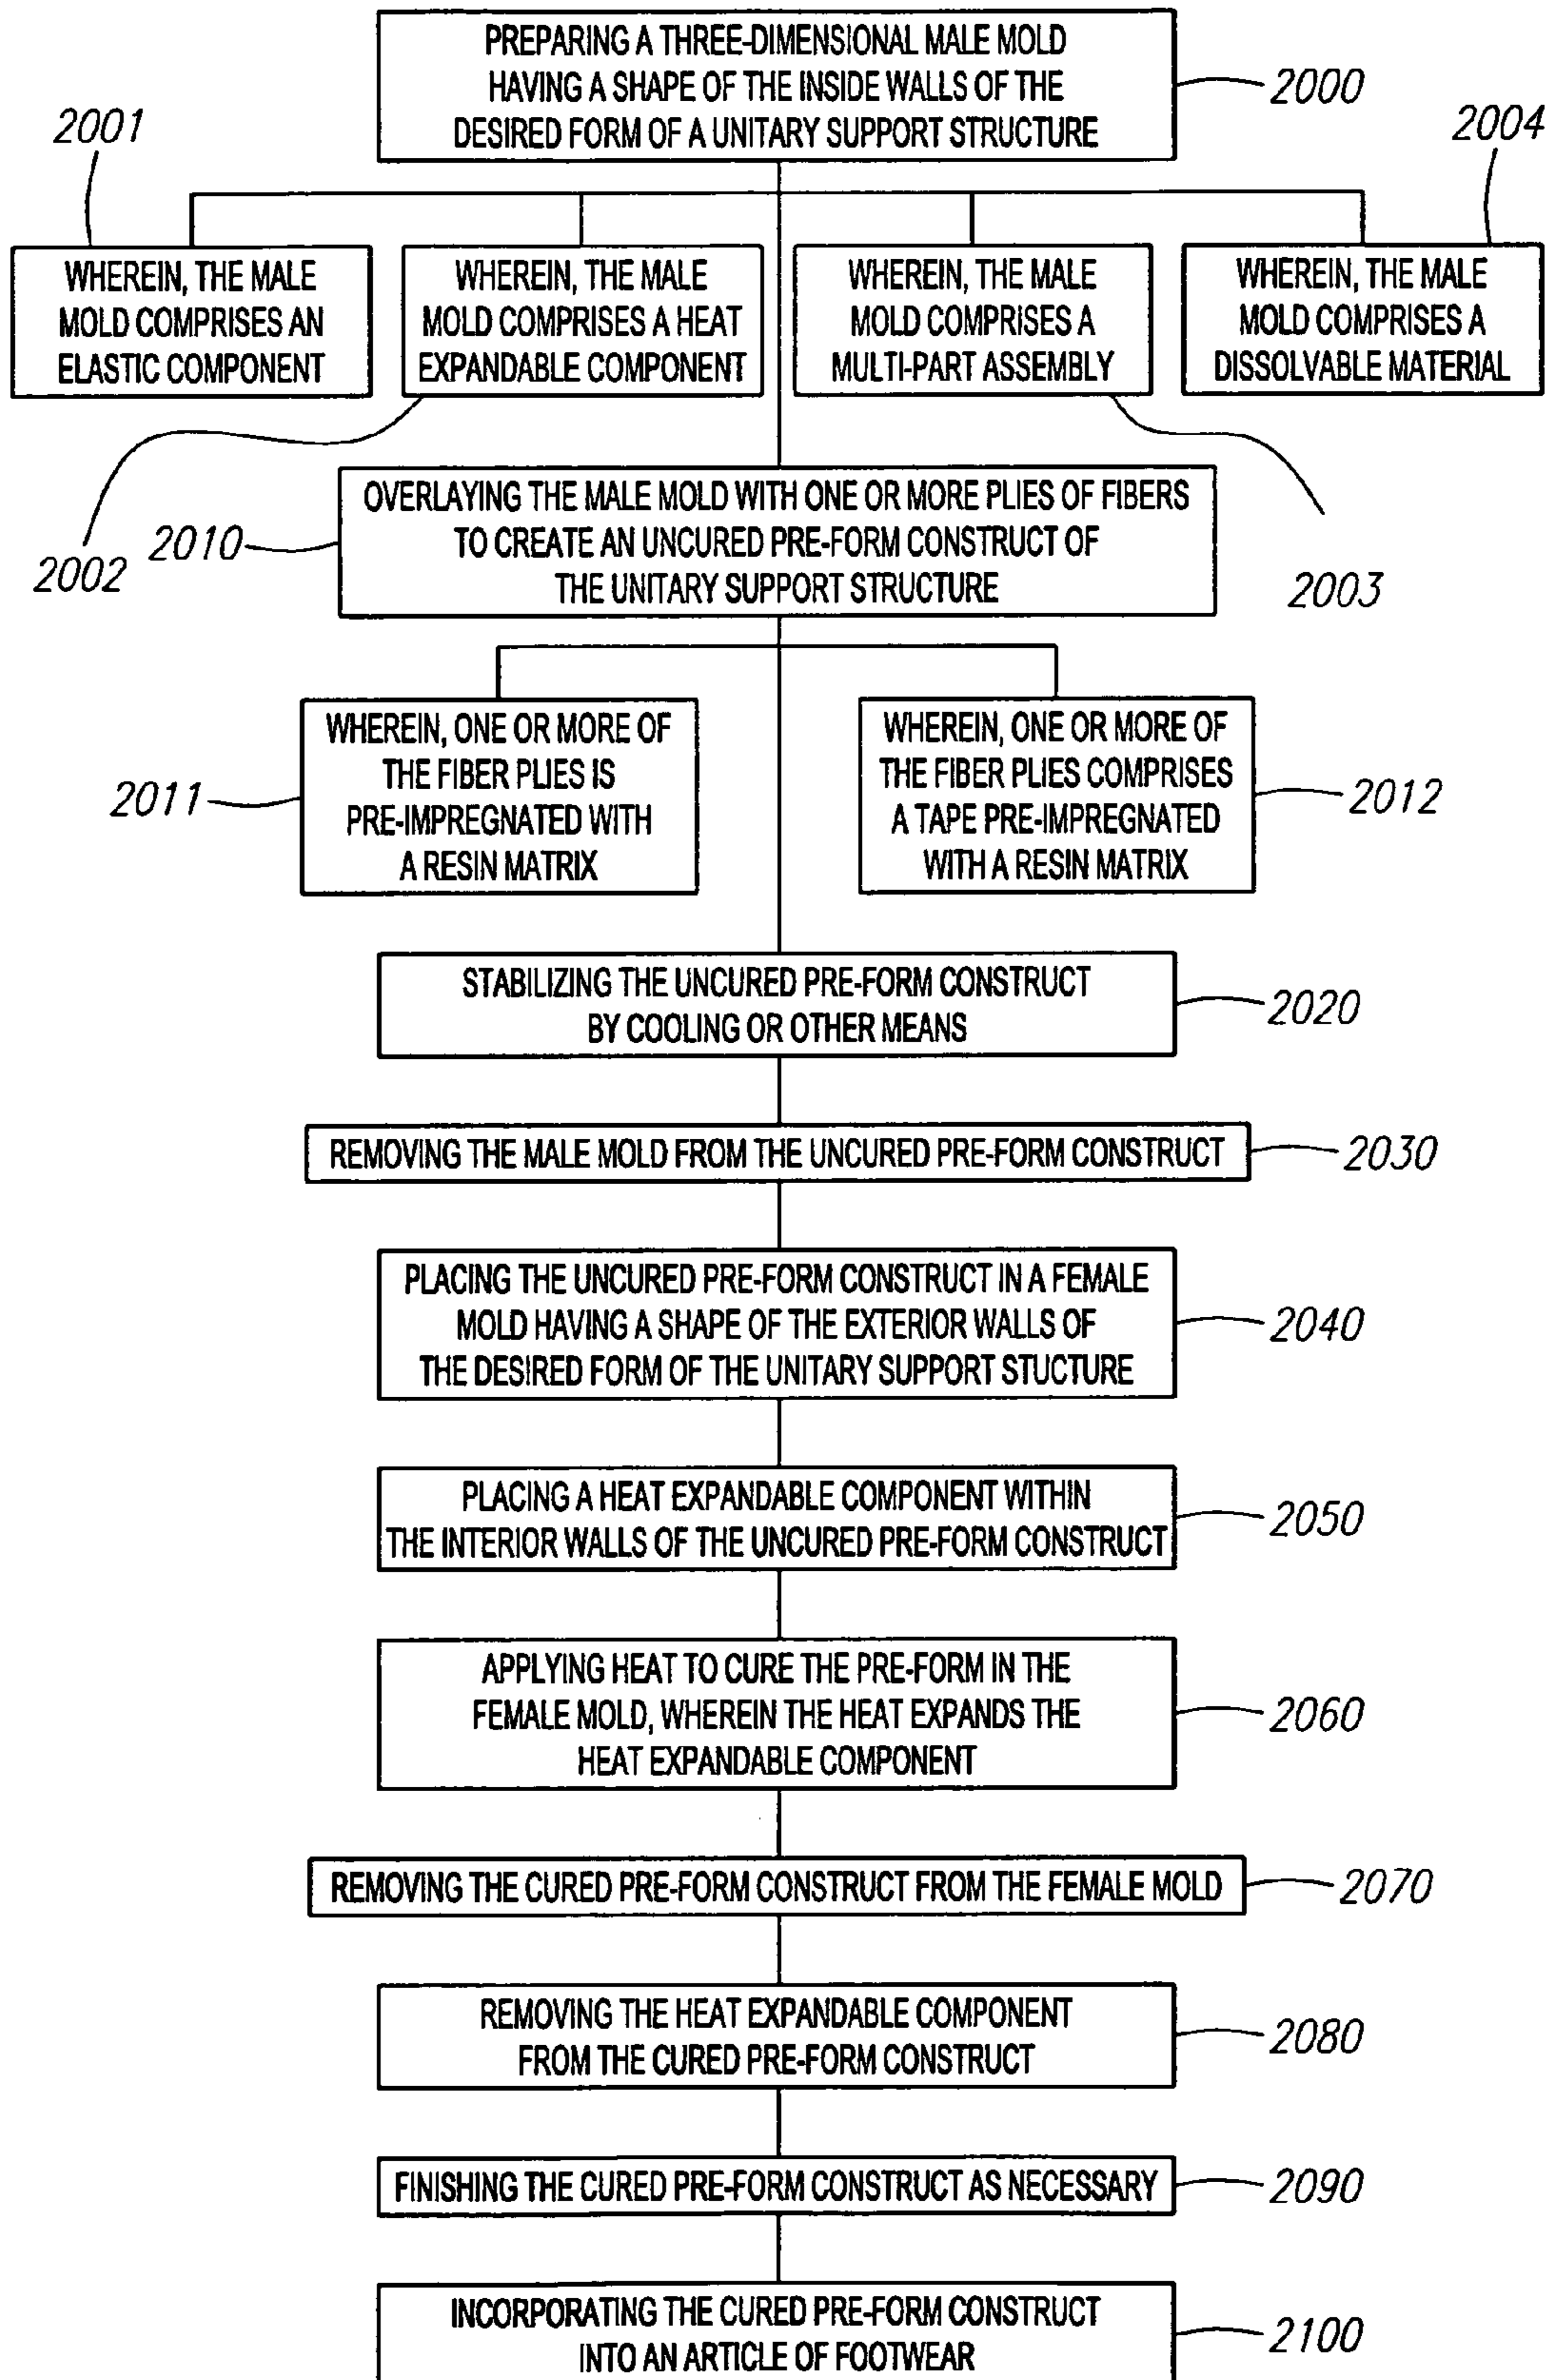 PREPARING A THREE-DIMENSIONAL MALE MOLD
HAVING A SHAPE OF THE INSIDE WALLS OF THE
DESIRED FORM OF A UNITARY SUPPORT STRUCTURE
2000
2001
2004
WHEREIN, THE MALE
MOLD COMPRISES AN
ELASTIC COMPONENT
WHEREIN, THE MALE
MOLD COMPRISES A HEAT
EXPANDABLE COMPONENT
WHEREIN, THE MALE
MOLD COMPRISES A
MULTI-PART ASSEMBLY
WHEREIN, THE MALE
MOLD COMPRISES A
DISSOLVABLE MATERIAL
2002
2010
OVERLAYING THE MALE MOLD WITH ONE OR MORE PLIES OF FIBERS
TO CREATE AN UNCURED PRE-FORM CONSTRUCT OF
THE UNITARY SUPPORT STRUCTURE
2003
2011
WHEREIN, ONE OR MORE OF
THE FIBER PLIES IS
PRE-IMPREGNATED WITH
A RESIN MATRIX
WHEREIN, ONE OR MORE OF
THE FIBER PLIES COMPRISES
A TAPE PRE-IMPREGNATED
WITH A RESIN MATRIX
2012
STABILIZING THE UNCURED PRE-FORM CONSTRUCT
BY COOLING OR OTHER MEANS
2020
REMOVING THE MALE MOLD FROM THE UNCURED PRE-FORM CONSTRUCT
2030
PLACING THE UNCURED PRE-FORM CONSTRUCT IN A FEMALE
MOLD HAVING A SHAPE OF THE EXTERIOR WALLS OF
THE DESIRED FORM OF THE UNITARY SUPPORT STUCTURE
2040
PLACING A HEAT EXPANDABLE COMPONENT WITHIN
THE INTERIOR WALLS OF THE UNCURED PRE-FORM CONSTRUCT
2050
APPLYING HEAT TO CURE THE PRE-FORM IN THE
FEMALE MOLD, WHEREIN THE HEAT EXPANDS THE
HEAT EXPANDABLE COMPONENT
2060
REMOVING THE CURED PRE-FORM CONSTRUCT FROM THE FEMALE MOLD
2070
REMOVING THE HEAT EXPANDABLE COMPONENT
FROM THE CURED PRE-FORM CONSTRUCT
2080
FINISHING THE CURED PRE-FORM CONSTRUCT AS NECESSARY
2090
INCORPORATING THE CURED PRE-FORM CONSTRUCT
INTO AN ARTICLE OF FOOTWEAR
2100